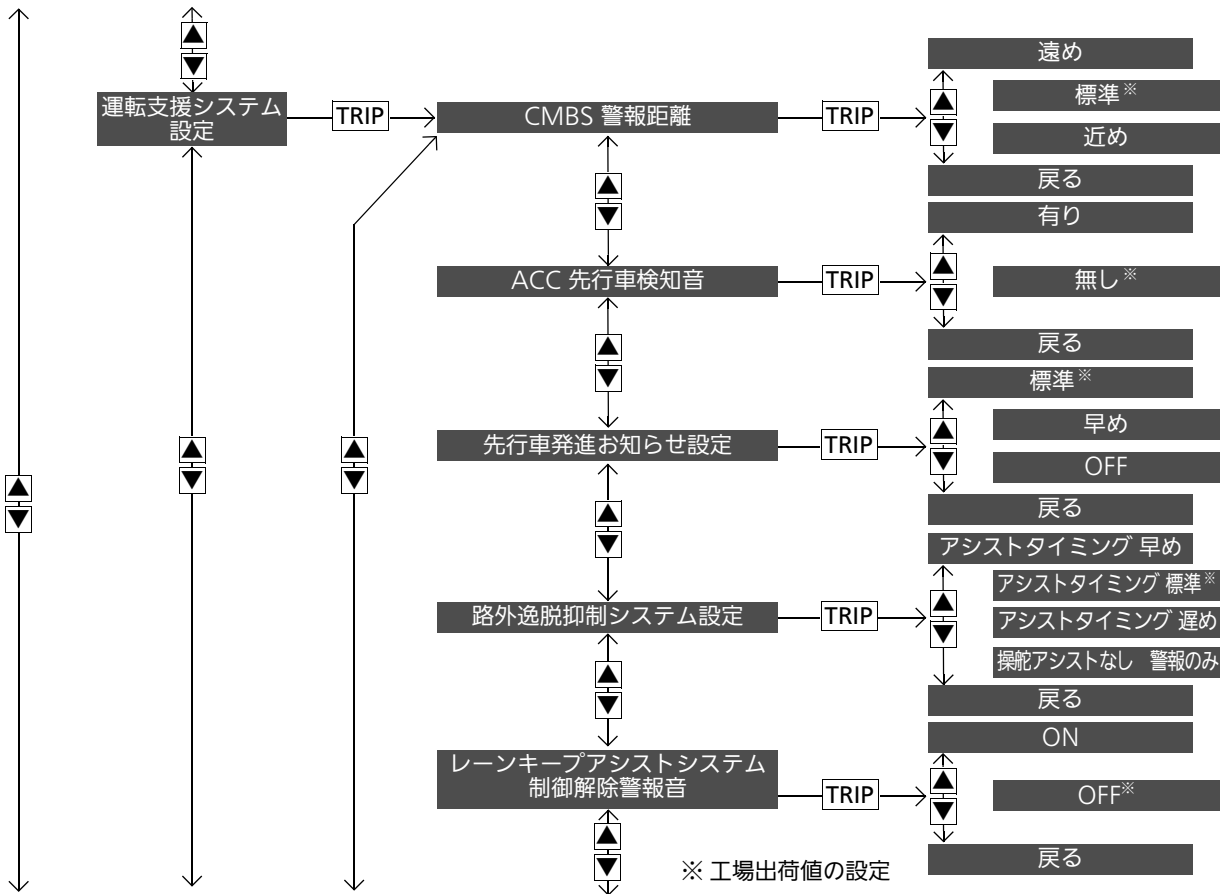 運転支援システム
設定
TRIP
CMBS 警報距離
TRIP
遠め
標準※
近め
戻る
ACC 先行車検知音
TRIP
有り
無し※
戻る
先行車発進お知らせ設定
TRIP
標準※
早め
OFF
戻る
路外逸脱抑制システム設定
TRIP
アシストタイミング 早め
アシストタイミング 標準※
アシストタイミング 遅め
操舵アシストなし　警報のみ
戻る
レーンキープアシストシステム
制御解除警報音
TRIP
ON
OFF※
戻る
※ 工場出荷値の設定